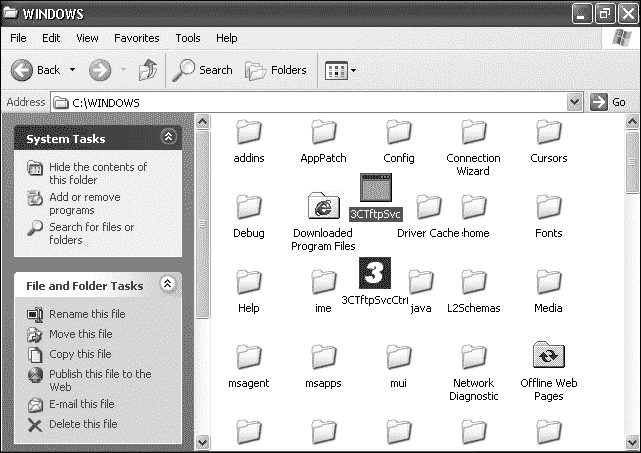 WINDOWS
File Edit View Favorites Tools Help
Back Search Folders
Address C:\WINDOWS Go
System Tasks
Hide the contents of
this folder
Add or remove
programs
Search for files or
folders
File and Folder Tasks
Rename this file
Move this file
Copy this file
Publish this file to the
Web
E-mail this file
Delete this file
addins AppPatch Config Connection Cursors
Wizard
3CTftpSvc
Debug Downloaded Driver Cache ehome Fonts
Program Files
3
3CTftpSvcCtrl
Help ime java L2Schemas Media
msagent msapps mui Network Offline Web
Diagnostic Pages